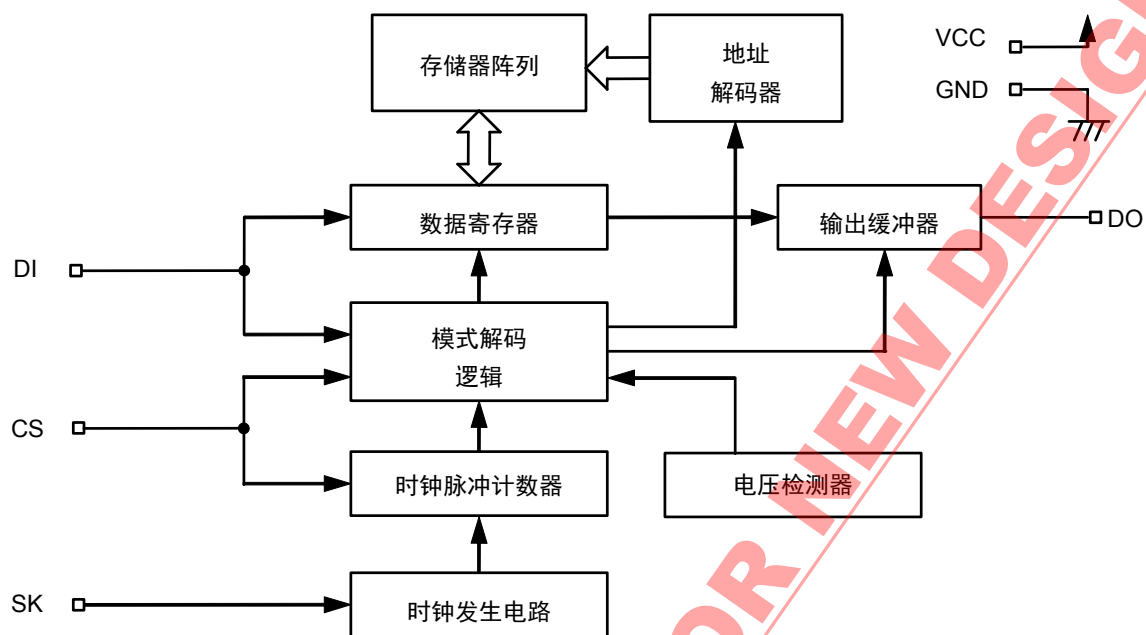 存储器阵列
地址
解码器
VCC
GND
数据寄存器
输出缓冲器
DO
DI
模式解码
逻辑
CS
时钟脉冲计数器
电压检测器
SK
时钟发生电路
OR NEW DESIG